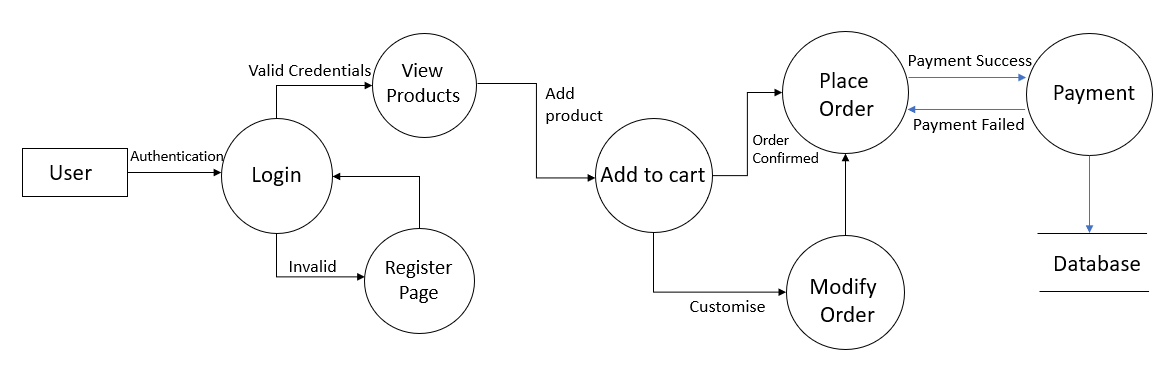 User
Authentication
Login
Valid Credentials
View
Products
Invalid
Register
Page
Add
product
Add to cart
Order
Confirmed
Customise
Modify
Order
Place
Order
Payment Success
Payment Failed
Payment
Database